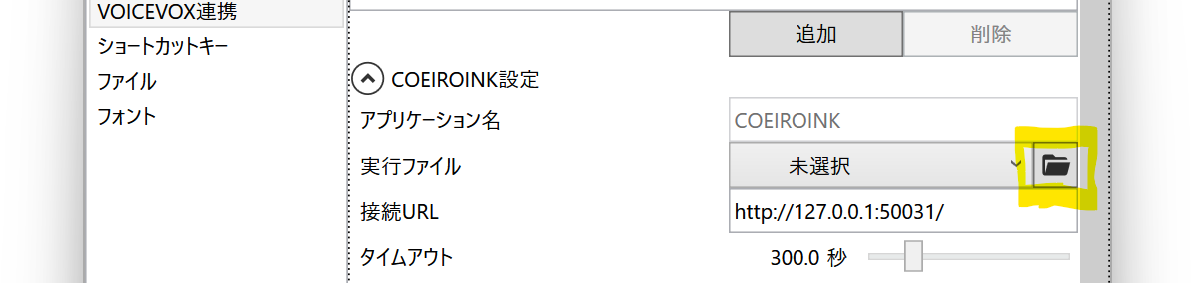 VOICEVOX連携
ショートカットキー
ファイル
フォント
追加 削除
COEIROINK設定
アプリケーション名 COEIROINK
実行ファイル 未選択
接続URL http://127.0.0.1:50031/
タイムアウト 300.0 秒